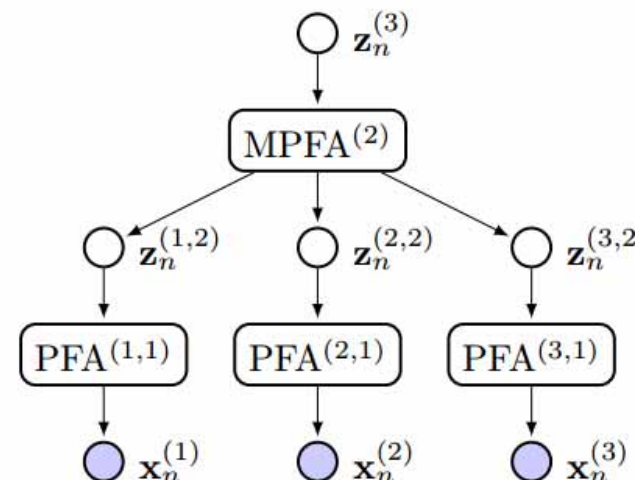 z_n^(3)
MPFA^(2)
z_n^(1,2) z_n^(2,2) z_n^(3,2
PFA^(1,1) PFA^(2,1) PFA^(3,1)
x_n^(1) x_n^(2) x_n^(3)